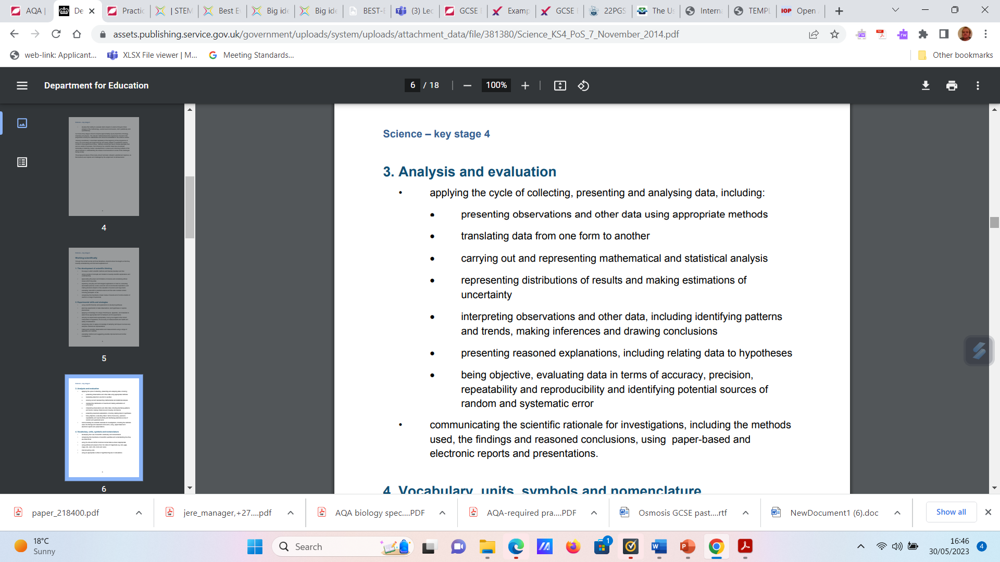 AQA |
De
Practic
| STEM
Best Ev
Big ide
Big ide
BEST-E
(3) Lec
GCSE
Examp
GCSE
22PGS
The Us
Intern
TEMPL
IOP Open
assets.publishing.service.gov.uk/government/uploads/system/uploads/attachment_data/file/381380/Science_KS4_PoS_7_November_2014.pdf
web-link: Applicant...
XLSX File viewer | M...
Meeting Standards...
Other bookmarks
Department for Education
6 / 18
100%
4
5
6
Science – key stage 4
3. Analysis and evaluation
• applying the cycle of collecting, presenting and analysing data, including:
• presenting observations and other data using appropriate methods
• translating data from one form to another
• carrying out and representing mathematical and statistical analysis
• representing distributions of results and making estimations of
uncertainty
• interpreting observations and other data, including identifying patterns
and trends, making inferences and drawing conclusions
• presenting reasoned explanations, including relating data to hypotheses
• being objective, evaluating data in terms of accuracy, precision,
repeatability and reproducibility and identifying potential sources of
random and systematic error
• communicating the scientific rationale for investigations, including the methods
used, the findings and reasoned conclusions, using paper-based and
electronic reports and presentations.
4. Vocabulary, units, symbols and nomenclature
paper_218400.pdf
jere_manager,+27....pdf
AQA biology spec....PDF
AQA-required pra....PDF
Osmosis GCSE past....rtf
NewDocument1 (6).doc
Show all
18°C
Sunny
Search
1
16:46
30/05/2023
4